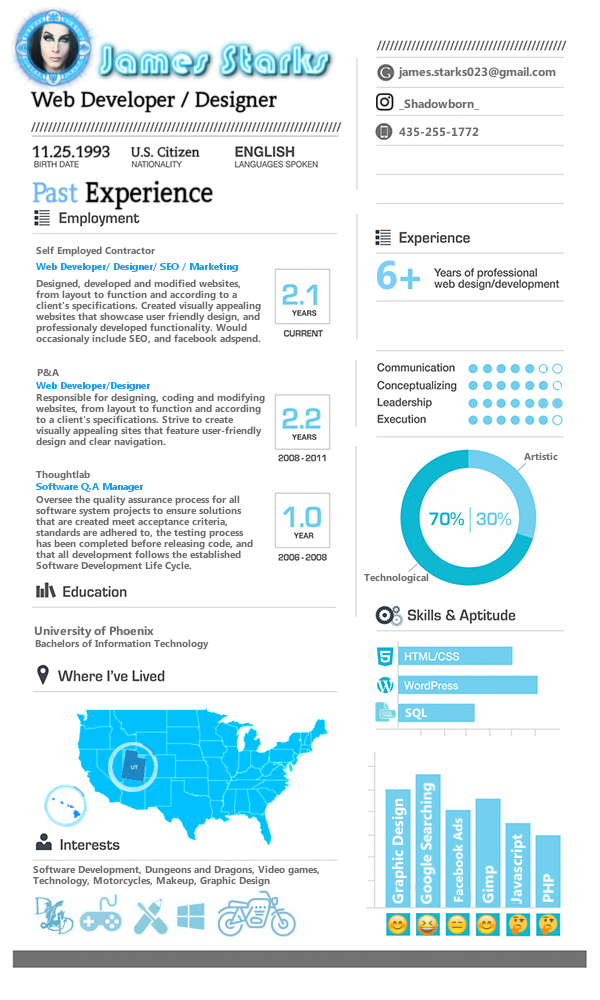 James Starks
Web Developer / Designer
11.25.1993
BIRTH DATE
U.S. Citizen
NATIONALITY
ENGLISH
LANGUAGES SPOKEN
james.starks023@gmail.com
_Shadowborn_
435-255-1772
Past Experience
Employment
Self Employed Contractor
Web Developer/ Designer/ SEO / Marketing
Designed, developed and modified websites,
from layout to function and according to a
client's specifications. Created visually appealing
websites that showcase user friendly design, and
professionaly developed functionality. Would
occasionaly include SEO, and facebook adspend.
2.1
YEARS
CURRENT
P&A
Web Developer/Designer
Responsible for designing, coding and modifying
websites, from layout to function and according
to a client's specifications. Strive to create
visually appealing sites that feature user-friendly
design and clear navigation.
2.2
YEARS
2008-2011
Thoughtlab
Software Q.A Manager
Oversee the quality assurance process for all
software system projects to ensure solutions
that are created meet acceptance criteria,
standards are adhered to, the testing process
has been completed before releasing code, and
that all development follows the established
Software Development Life Cycle.
1.0
YEAR
2006-2008
Education
University of Phoenix
Bachelors of Information Technology
Where I've Lived
UT
Interests
Software Development, Dungeons and Dragons, Video games,
Technology, Motorcycles, Makeup, Graphic Design
D&D
Experience
6+
Years of professional
web design/development
Communication
Conceptualizing
Leadership
Execution
Artistic
70% 30%
Technological
Skills & Aptitude
HTML/CSS
WordPress
SQL
SQL
Graphic Design
Google Searching
Facebook Ads
Gimp
Javascript
PHP